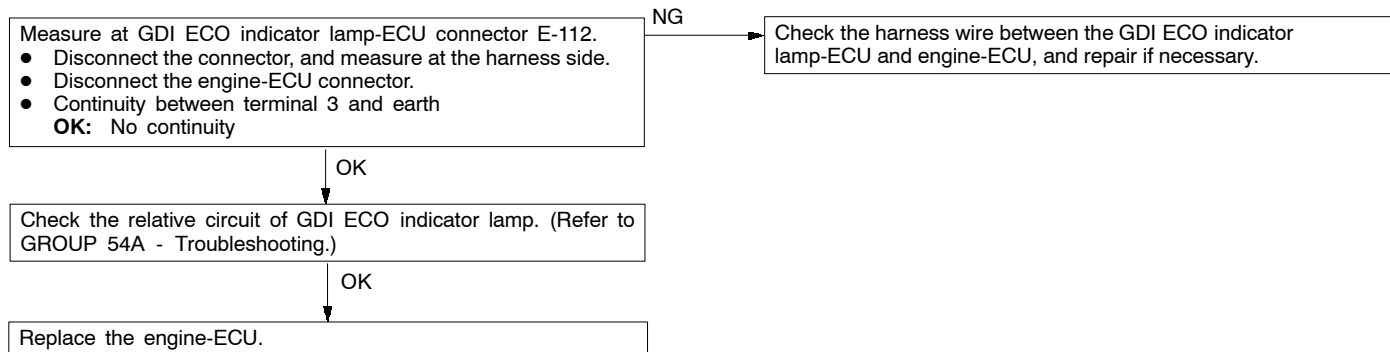 Measure at GDI ECO indicator lamp-ECU connector E-112.
● Disconnect the connector, and measure at the harness side.
● Disconnect the engine-ECU connector.
● Continuity between terminal 3 and earth
OK: No continuity
NG
Check the harness wire between the GDI ECO indicator
lamp-ECU and engine-ECU, and repair if necessary.
OK
Check the relative circuit of GDI ECO indicator lamp. (Refer to
GROUP 54A - Troubleshooting.)
OK
Replace the engine-ECU.